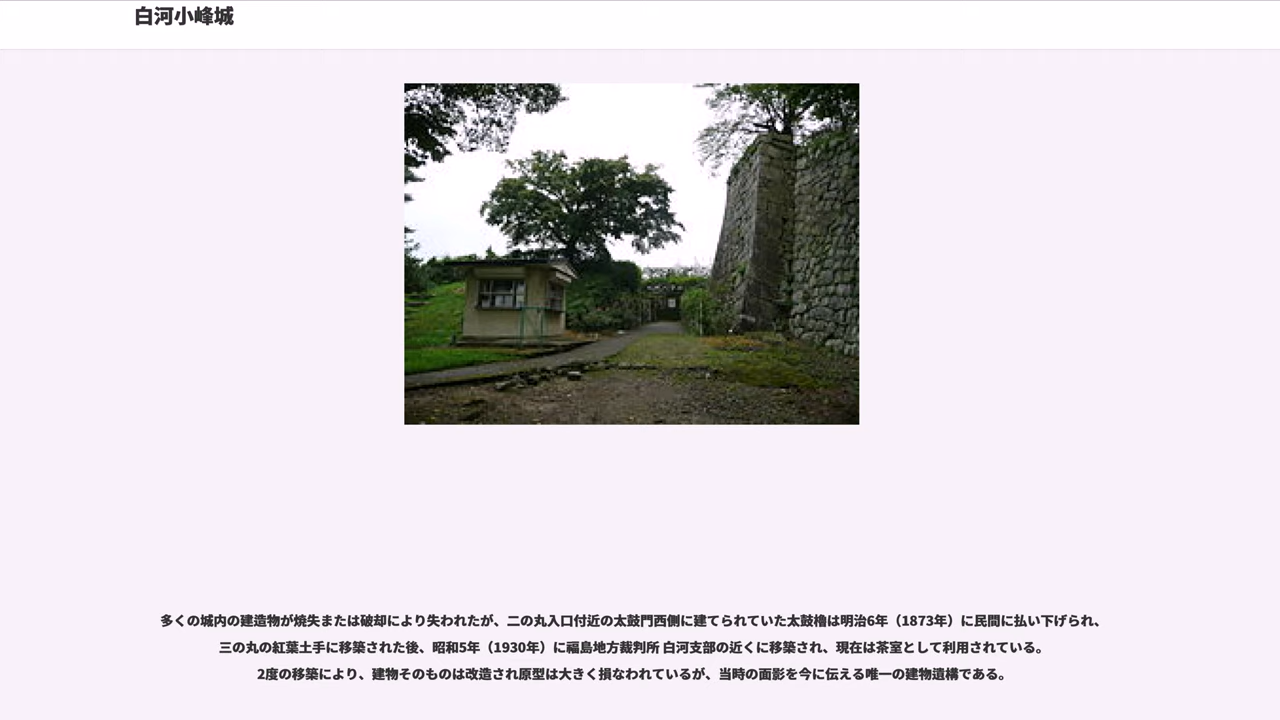 白河小峰城
多くの城内の建造物が焼失または破却により失われたが、二の丸入口付近の太鼓門西側に建てられていた太鼓櫓は明治6年（1873年）に民間に払い下げられ、
三の丸の紅葉土手に移築された後、昭和5年（1930年）に福島地方裁判所 白河支部の近くに移築され、現在は茶室として利用されている。
2度の移築により、建物そのものは改造され原型は大きく損なわれているが、当時の面影を今に伝える唯一の建物遺構である。